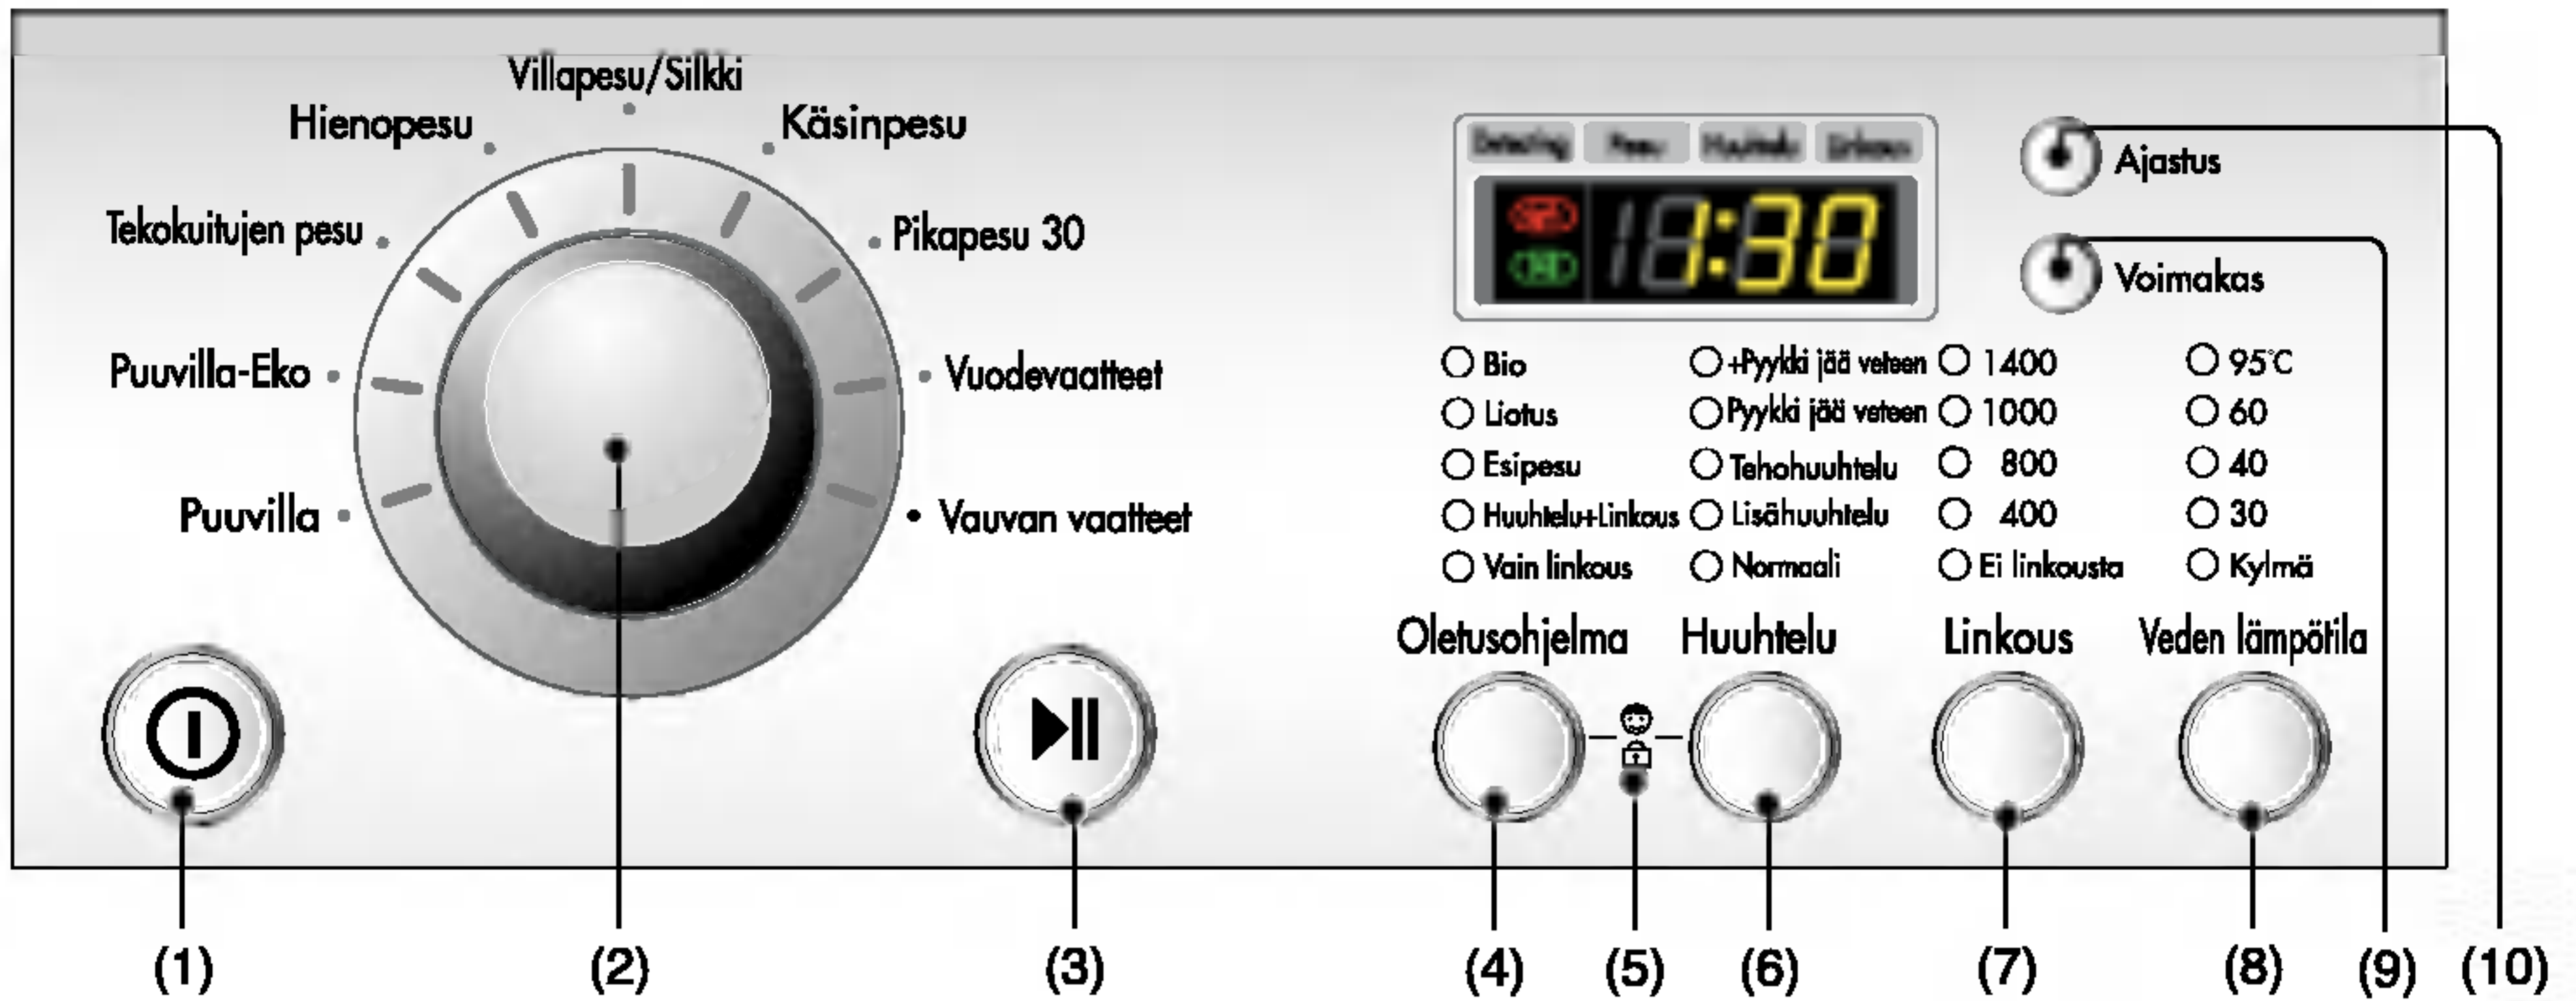 Villapesu/Silkki
Hienopesu
Käsinpesu
Tekokuitujen pesu
Pikapesu 30
Puuvilla-Eko
Vuodevaatteet
Puuvilla
Vauvan vaatteet
Pesu Huuhtelu Linkous
1:30
Ajastus
Voimakas
Bio
Liotus
Esipesu
Huuhtelu+Linkous
Vain linkous
+Pyykki jää veteen
Pyykki jää veteen
Tehohuuhtelu
Lisähuuhtelu
Normaali
1400
1000
800
400
Ei linkousta
95°C
60
40
30
Kylmä
Oletusohjelma
Huuhtelu
Linkous
Veden lämpötila
(1) (2) (3) (4) (5) (6) (7) (8) (9) (10)